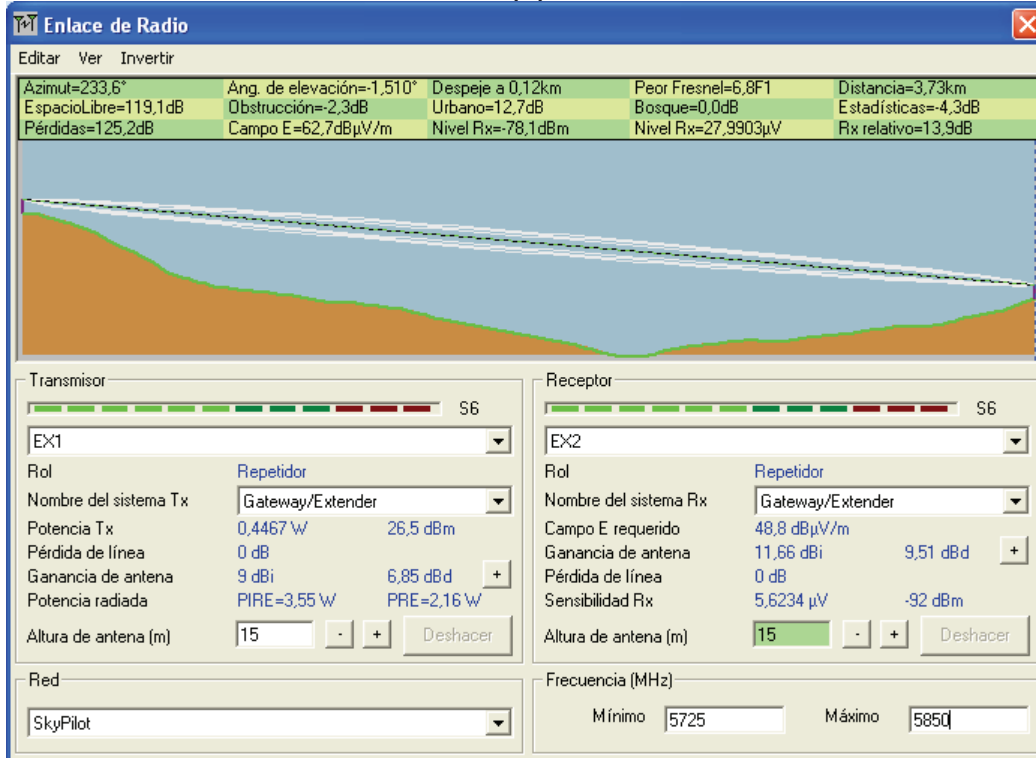 Enlace de Radio
Editar Ver Invertir
Azimut=233,6° Ang. de elevación=-1,510° Despeje a 0,12km Peor Fresnel=6,8F1 Distancia=3,73km
EspacioLibre=119,1dB Obstrucción=-2,3dB Urbano=12,7dB Bosque=0,0dB Estadísticas=-4,3dB
Pérdidas=125,2dB Campo E=62,7dBµV/m Nivel Rx=-78,1dBm Nivel Rx=27,9903µV Rx relativo=13,9dB
Transmisor
S6
EX1
Rol Repetidor
Nombre del sistema Tx Gateway/Extender
Potencia Tx 0,4467 W 26,5 dBm
Pérdida de línea 0 dB
Ganancia de antena 9 dBi 6,85 dBd +
Potencia radiada PIRE=3,55 W PRE=2,16 W
Altura de antena (m) 15 - + Deshacer
Receptor
S6
EX2
Rol Repetidor
Nombre del sistema Rx Gateway/Extender
Campo E requerido 48,8 dBµV/m
Ganancia de antena 11,66 dBi 9,51 dBd +
Pérdida de línea 0 dB
Sensibilidad Rx 5,6234 µV -92 dBm
Altura de antena (m) 15 - + Deshacer
Red
SkyPilot
Frecuencia (MHz)
Mínimo 5725 Máximo 5850